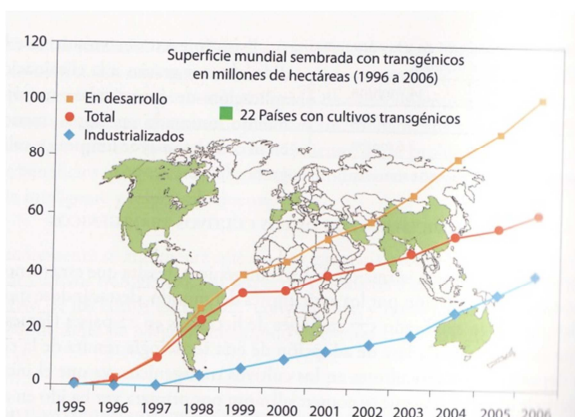 120
Superficie mundial sembrada con transgénicos
en millones de hectáreas (1996 a 2006)
100
En desarrollo
Total
22 Países con cultivos transgénicos
Industrializados
80
60
40
20
0
1995 1996 1997 1998 1999 2000 2001 2002 2003 2004 2005 2006